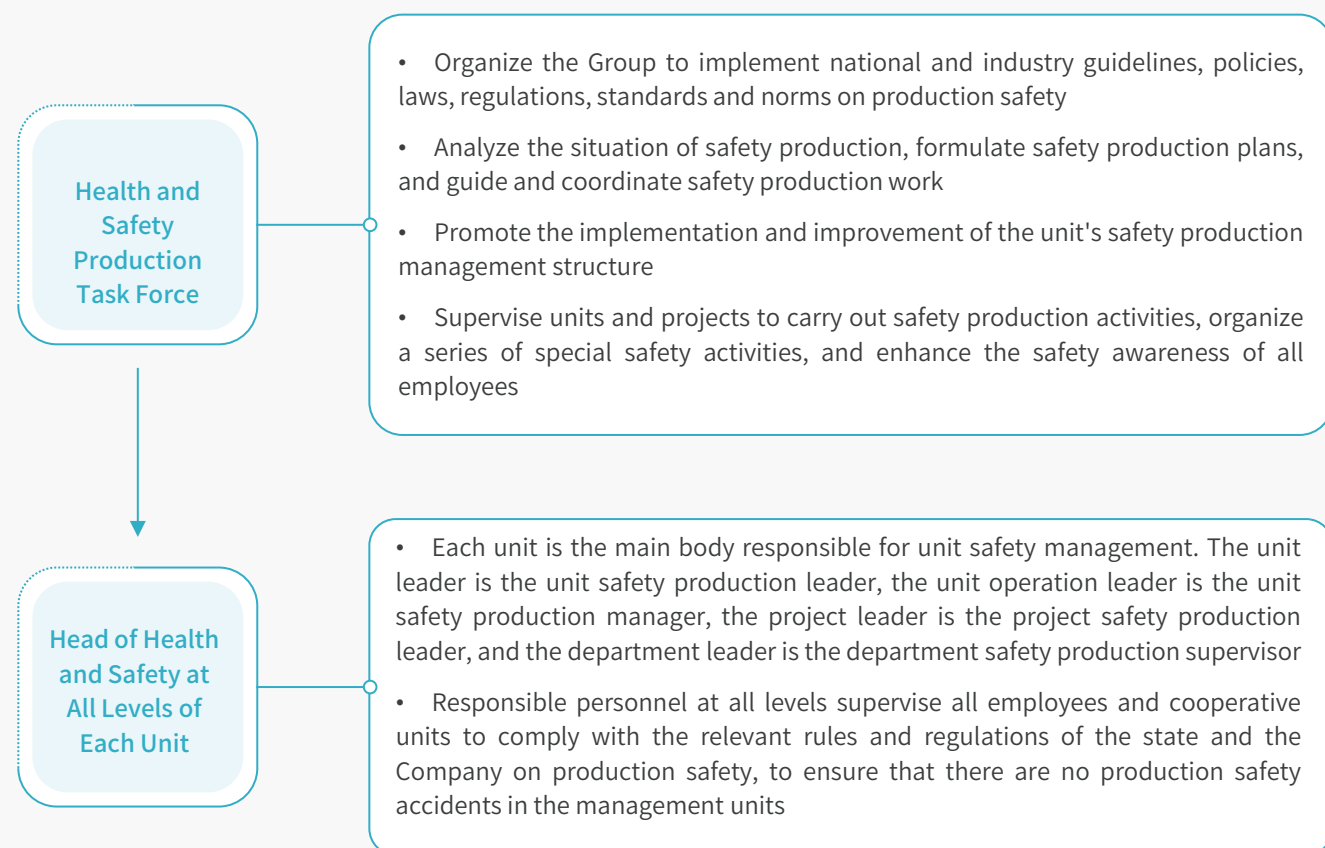 Health and
Safety
Production
Task Force
• Organize the Group to implement national and industry guidelines, policies,
laws, regulations, standards and norms on production safety
• Analyze the situation of safety production, formulate safety production plans,
and guide and coordinate safety production work
• Promote the implementation and improvement of the unit's safety production
management structure
• Supervise units and projects to carry out safety production activities, organize
a series of special safety activities, and enhance the safety awareness of all
employees
Head of Health
and Safety at
All Levels of
Each Unit
• Each unit is the main body responsible for unit safety management. The unit
leader is the unit safety production leader, the unit operation leader is the unit
safety production manager, the project leader is the project safety production
leader, and the department leader is the department safety production supervisor
• Responsible personnel at all levels supervise all employees and cooperative
units to comply with the relevant rules and regulations of the state and the
Company on production safety, to ensure that there are no production safety
accidents in the management units